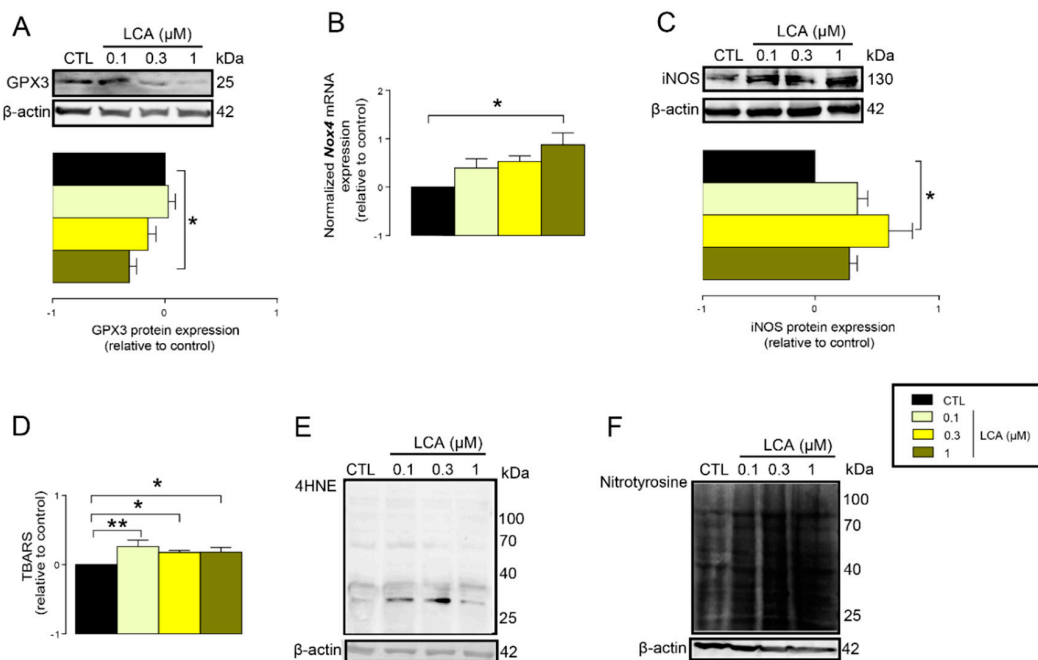 A
LCA (µM)
CTL 0.1 0.3 1 kDa
GPX3 25
β-actin 42
*
-1 0 1
GPX3 protein expression
(relative to control)
B
Normalized Nox4 mRNA
expression
(relative to control)
2
1
0
-1
*
C
LCA (µM)
CTL 0.1 0.3 1 kDa
iNOS 130
β-actin 42
*
-1 0 1
iNOS protein expression
(relative to control)
D
TBARS
(relative to control)
1
0
-1
*
*
**
E
LCA (µM)
CTL 0.1 0.3 1 kDa
4HNE
100
70
40
25
β-actin 42
F
LCA (µM)
CTL 0.1 0.3 1 kDa
Nitrotyrosine
100
70
40
25
β-actin 42
CTL
0.1
0.3 LCA (µM)
1